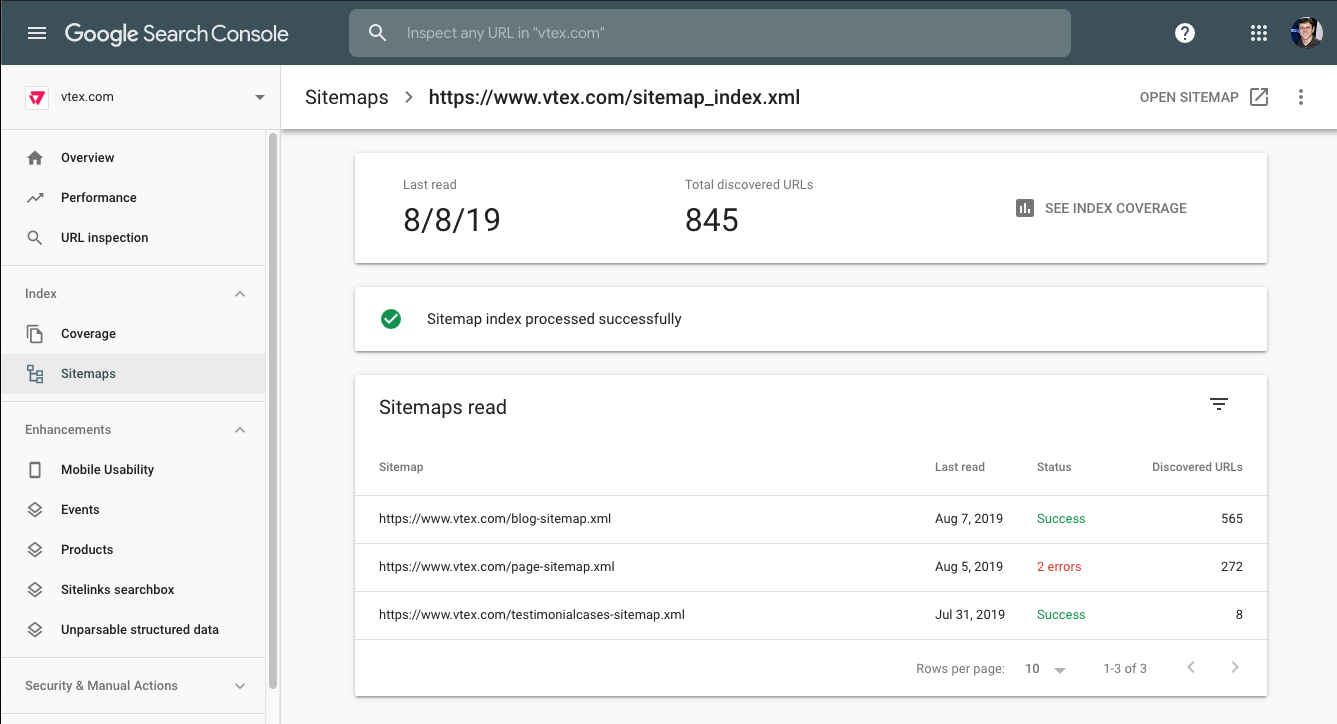 Google Search Console
Inspect any URL in "vtex.com"
vtex.com
Overview
Performance
URL inspection
Index
Coverage
Sitemaps
Enhancements
Mobile Usability
Events
Products
Sitelinks searchbox
Unparsable structured data
Security & Manual Actions
Sitemaps > https://www.vtex.com/sitemap_index.xml
OPEN SITEMAP
Last read Total discovered URLs
8/8/19 845
SEE INDEX COVERAGE
Sitemap index processed successfully
Sitemaps read
Sitemap Last read Status Discovered URLs
https://www.vtex.com/blog-sitemap.xml Aug 7, 2019 Success 565
https://www.vtex.com/page-sitemap.xml Aug 5, 2019 2 errors 272
https://www.vtex.com/testimonialcases-sitemap.xml Jul 31, 2019 Success 8
Rows per page: 10 1-3 of 3